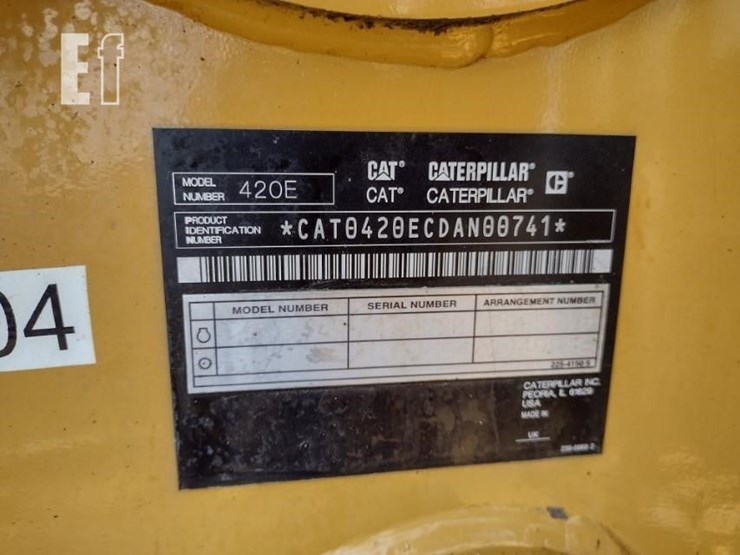 Ef
MODEL NUMBER 420E
CAT® CATERPILLAR® C
CAT® CATERPILLAR®
PRODUCT IDENTIFICATION NUMBER *CAT0420ECDAN00741*
04
MODEL NUMBER SERIAL NUMBER ARRANGEMENT NUMBER
CATERPILLAR INC.
PEORIA, IL 61629
USA
MADE IN
UK